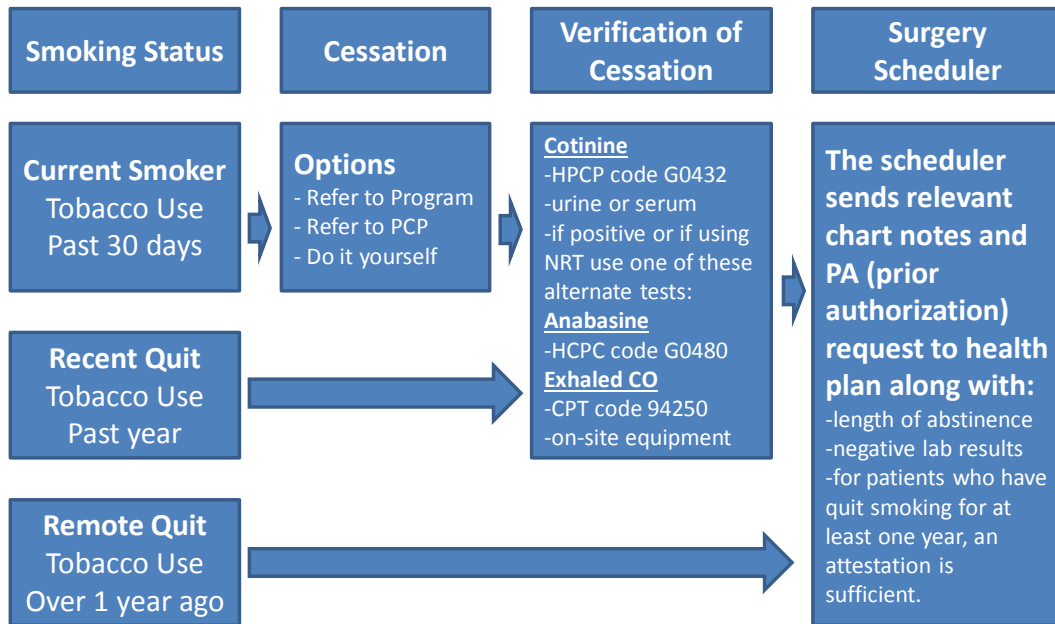 Smoking Status
Cessation
Verification of
Cessation
Surgery
Scheduler
Current Smoker
Tobacco Use
Past 30 days
Options
- Refer to Program
- Refer to PCP
- Do it yourself
Cotinine
-HPCP code G0432
-urine or serum
-if positive or if using
NRT use one of these
alternate tests:
Anabasine
-HCPC code G0480
Exhaled CO
-CPT code 94250
-on-site equipment
The scheduler
sends relevant
chart notes and
PA (prior
authorization)
request to health
plan along with:
-length of abstinence
-negative lab results
-for patients who have
quit smoking for at
least one year, an
attestation is
sufficient.
Recent Quit
Tobacco Use
Past year
Remote Quit
Tobacco Use
Over 1 year ago